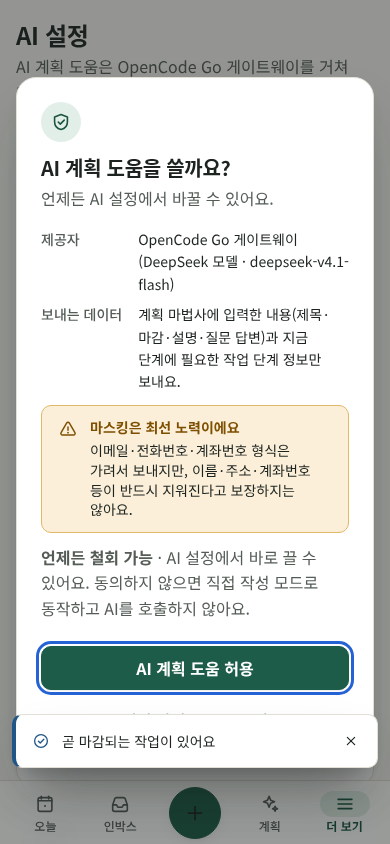 AI 설정
AI 계획 도움은 OpenCode Go 게이트웨이를 거쳐
AI 계획 도움을 쓸까요?
언제든 AI 설정에서 바꿀 수 있어요.
제공자
OpenCode Go 게이트웨이
(DeepSeek 모델 · deepseek-v4.1-
flash)
보내는 데이터
계획 마법사에 입력한 내용(제목·
마감·설명·질문 답변)과 지금
단계에 필요한 작업 단계 정보만
보내요.
마스킹은 최선 노력이에요
이메일·전화번호·계좌번호 형식은
가려서 보내지만, 이름·주소·계좌번호
등이 반드시 지워진다고 보장하지는
않아요.
언제든 철회 가능 · AI 설정에서 바로 끌 수
있어요. 동의하지 않으면 직접 작성 모드로
동작하고 AI를 호출하지 않아요.
AI 계획 도움 허용
곧 마감되는 작업이 있어요
오늘
인박스
계획
더 보기